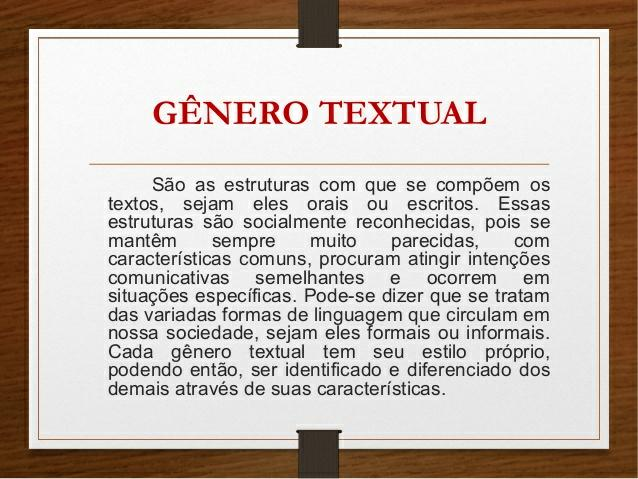 GÊNERO TEXTUAL
São as estruturas com que se compõem os
textos, sejam eles orais ou escritos. Essas
estruturas são socialmente reconhecidas, pois se
mantêm sempre muito parecidas, com
características comuns, procuram atingir intenções
comunicativas semelhantes e ocorrem em
situações específicas. Pode-se dizer que se tratam
das variadas formas de linguagem que circulam em
nossa sociedade, sejam eles formais ou informais.
Cada gênero textual tem seu estilo próprio,
podendo então, ser identificado e diferenciado dos
demais através de suas características.